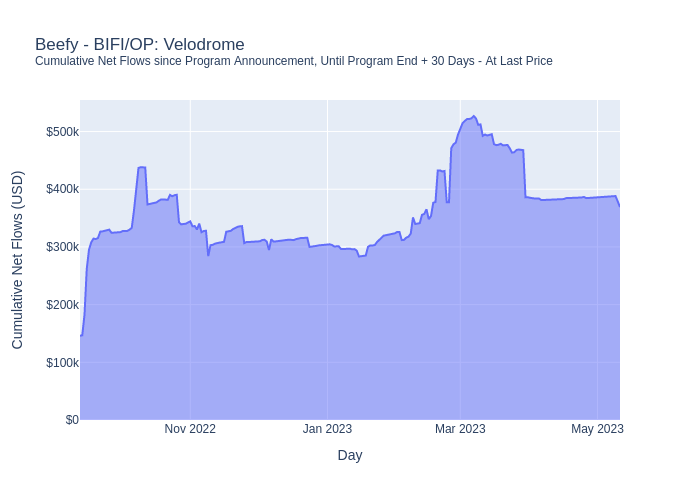 Beefy - BIFI/OP: Velodrome
Cumulative Net Flows since Program Announcement, Until Program End + 30 Days - At Last Price
Cumulative Net Flows (USD)
$500k
$400k
$300k
$200k
$100k
$0
Nov 2022
Jan 2023
Mar 2023
May 2023
Day